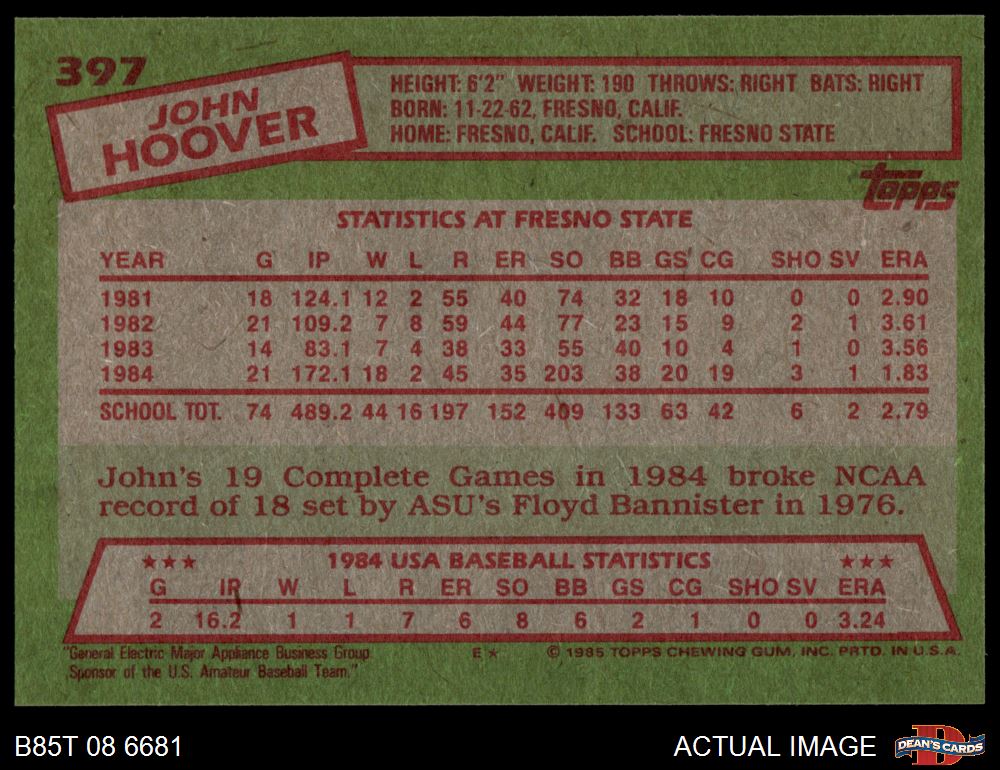 397
JOHN
HOOVER
HEIGHT: 6'2" WEIGHT: 190 THROWS: RIGHT BATS: RIGHT
BORN: 11-22-62, FRESNO, CALIF.
HOME: FRESNO, CALIF. SCHOOL: FRESNO STATE
topps
STATISTICS AT FRESNO STATE
YEAR G IP W L R ER SO BB GS CG SHO SV ERA
1981 18 124.1 12 2 55 40 74 32 18 10 0 0 2.90
1982 21 109.2 7 8 59 44 77 23 15 9 2 1 3.61
1983 14 83.1 7 4 38 33 55 40 10 4 1 0 3.56
1984 21 172.1 18 2 45 35 203 38 20 19 3 1 1.83
SCHOOL TOT. 74 489.2 44 16 197 152 409 133 63 42 6 2 2.79
John's 19 Complete Games in 1984 broke NCAA
record of 18 set by ASU's Floyd Bannister in 1976.
★★★ 1984 USA BASEBALL STATISTICS ★★★
G IP W L R ER SO BB GS CG SHO SV ERA
2 16.2 1 1 7 6 8 6 2 1 0 0 3.24
"General Electric Major Appliance Business Group
Sponsor of the U.S. Amateur Baseball Team."
E★ © 1985 TOPPS CHEWING GUM, INC. PRTD. IN U.S.A.
B85T 08 6681
ACTUAL IMAGE
DEAN'S CARDS